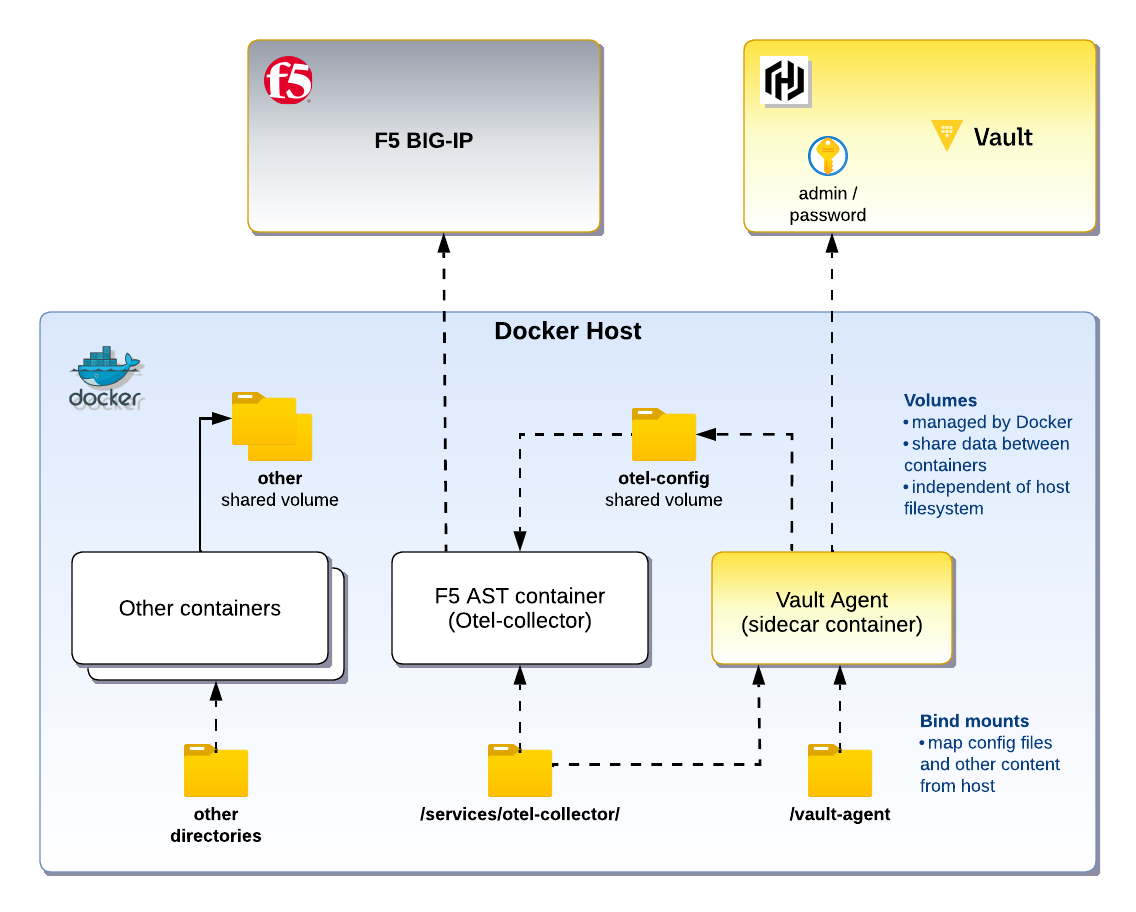 f5
F5 BIG-IP
Vault
admin /
password
Docker Host
docker
Volumes
•managed by Docker
•share data between
containers
•independent of host
filesystem
other
shared volume
otel-config
shared volume
Other containers
F5 AST container
(Otel-collector)
Vault Agent
(sidecar container)
Bind mounts
•map config files
and other content
from host
other
directories
/services/otel-collector/
/vault-agent